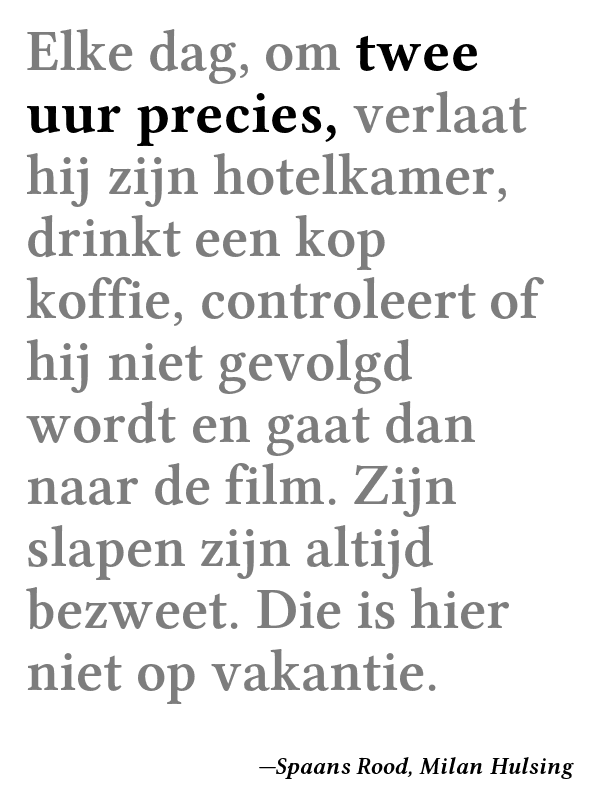 Elke dag, om twee
uur precies, verlaat
hij zijn hotelkamer,
drinkt een kop
koffie, controleert of
hij niet gevolgd
wordt en gaat dan
naar de film. Zijn
slapen zijn altijd
bezweet. Die is hier
niet op vakantie.
—Spaans Rood, Milan Hulsing